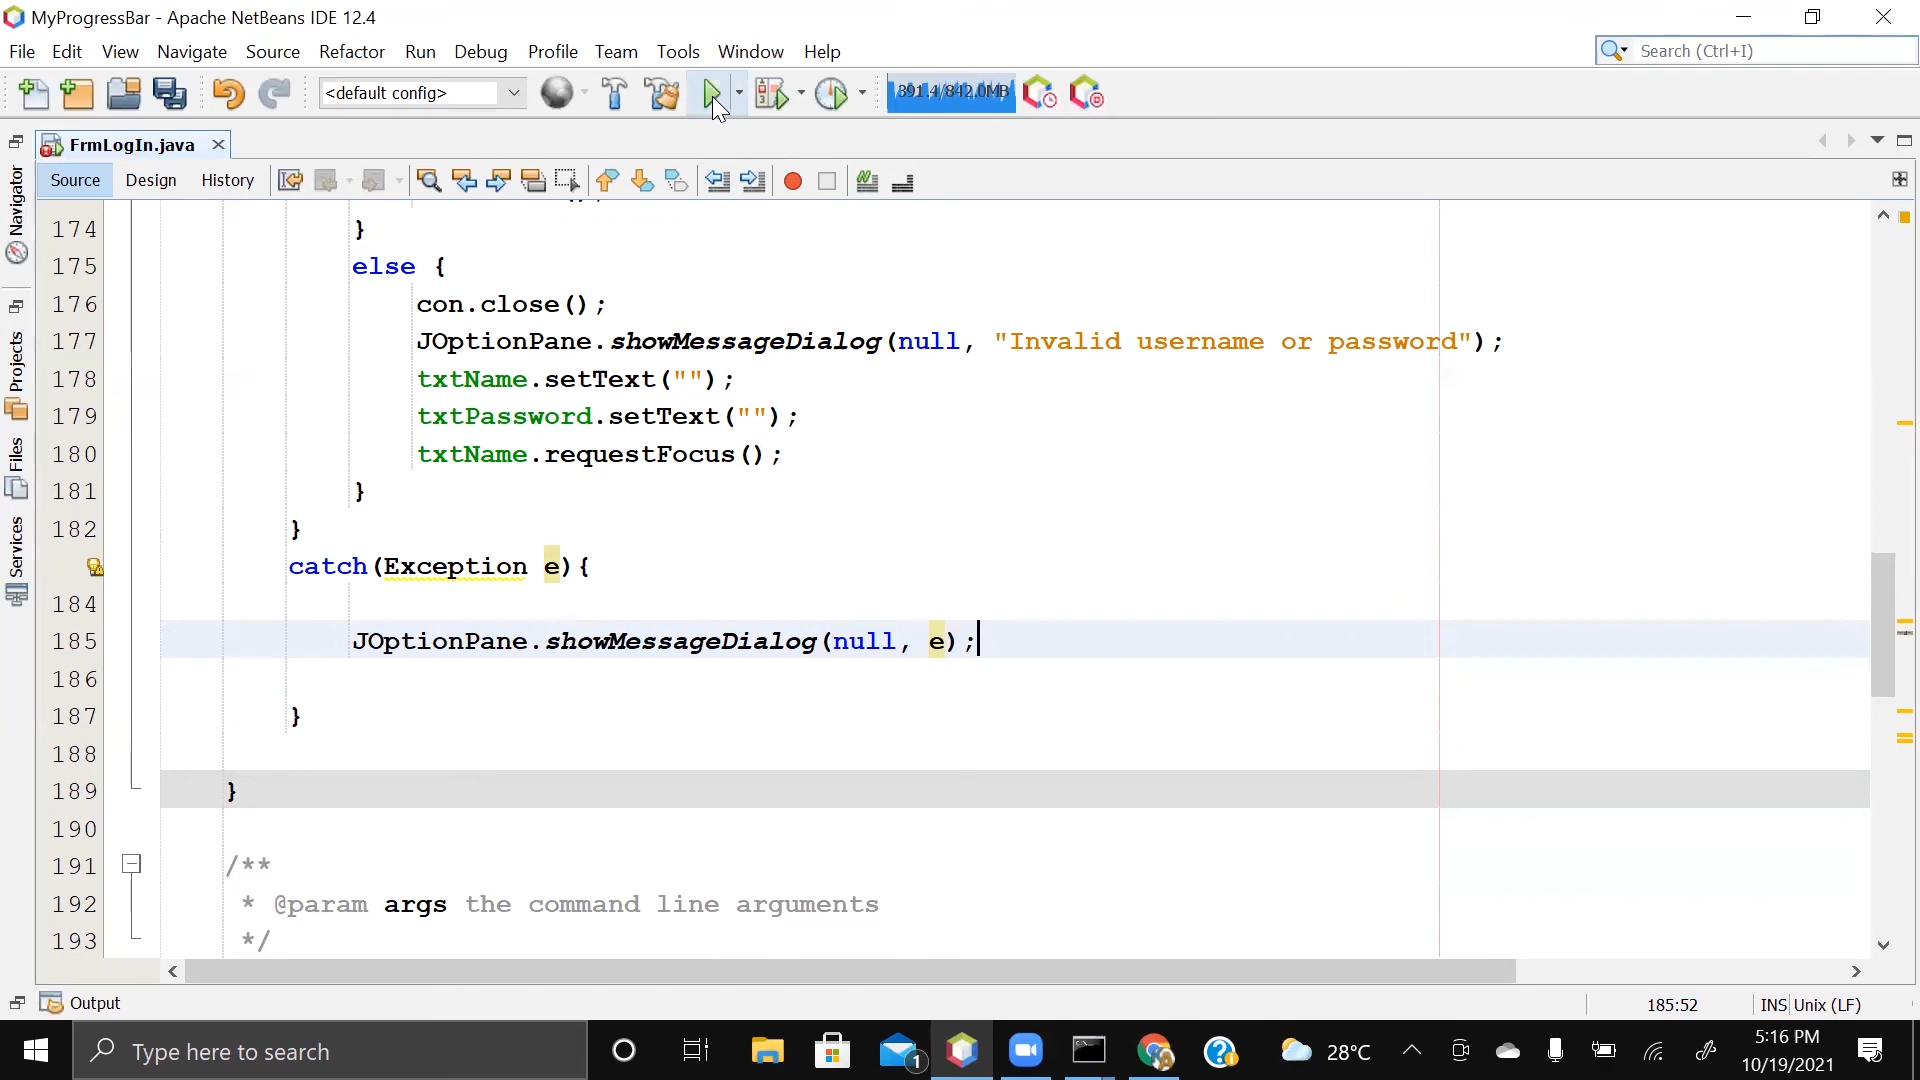 MyProgressBar - Apache NetBeans IDE 12.4
File Edit View Navigate Source Refactor Run Debug Profile Team Tools Window Help
Search (Ctrl+I)
<default config>
391.4/842.0MB
FrmLogIn.java
Source Design History
Navigator
Projects
Files
Services
174 }
175 else {
176 con.close();
177 JOptionPane.showMessageDialog(null, "Invalid username or password");
178 txtName.setText("");
179 txtPassword.setText("");
180 txtName.requestFocus();
181 }
182 }
catch(Exception e){
184
185 JOptionPane.showMessageDialog(null, e);
186
187 }
188
189 }
190
191 /**
192 * @param args the command line arguments
193 */
Output
185:52 INS Unix (LF)
Type here to search
1
28°C
5:16 PM
10/19/2021